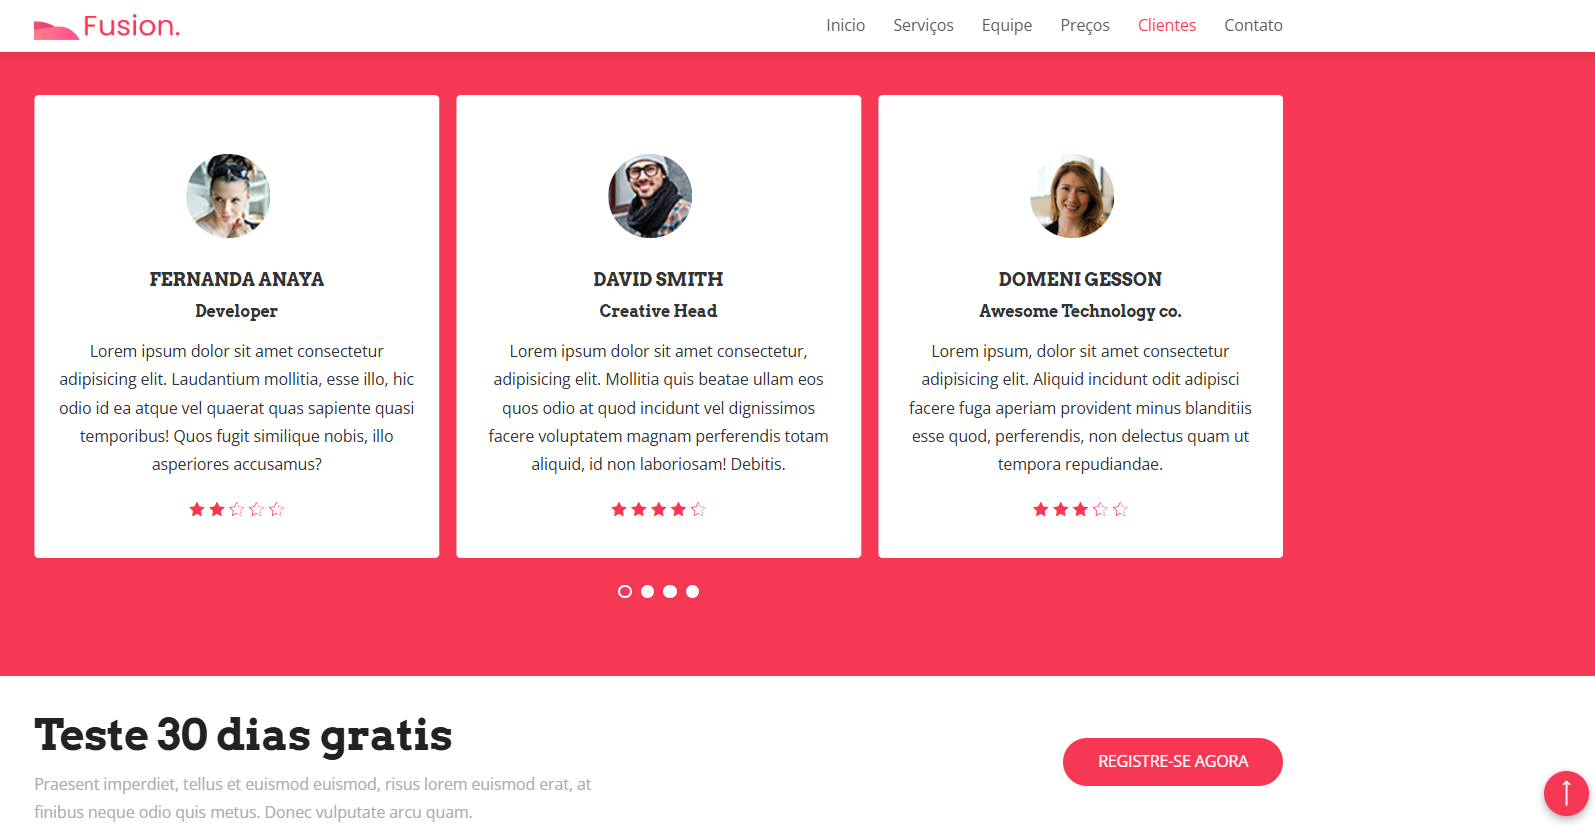 Fusion.
Inicio Serviços Equipe Preços Clientes Contato
FERNANDA ANAYA
Developer
Lorem ipsum dolor sit amet consectetur
adipisicing elit. Laudantium mollitia, esse illo, hic
odio id ea atque vel quaerat quas sapiente quasi
temporibus! Quos fugit similique nobis, illo
asperiores accusamus?
DAVID SMITH
Creative Head
Lorem ipsum dolor sit amet consectetur,
adipisicing elit. Mollitia quis beatae ullam eos
quos odio at quod incidunt vel dignissimos
facere voluptatem magnam perferendis totam
aliquid, id non laboriosam! Debitis.
DOMENI GESSON
Awesome Technology co.
Lorem ipsum, dolor sit amet consectetur
adipisicing elit. Aliquid incidunt odit adipisci
facere fuga aperiam provident minus blanditiis
esse quod, perferendis, non delectus quam ut
tempora repudiandae.
Teste 30 dias gratis
Praesent imperdiet, tellus et euismod euismod, risus lorem euismod erat, at
finibus neque odio quis metus. Donec vulputate arcu quam.
REGISTRE-SE AGORA